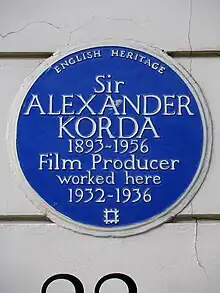 ENGLISH HERITAGE
Sir
ALEXANDER
KORDA
1893-1956
Film Producer
worked here
1932-1936